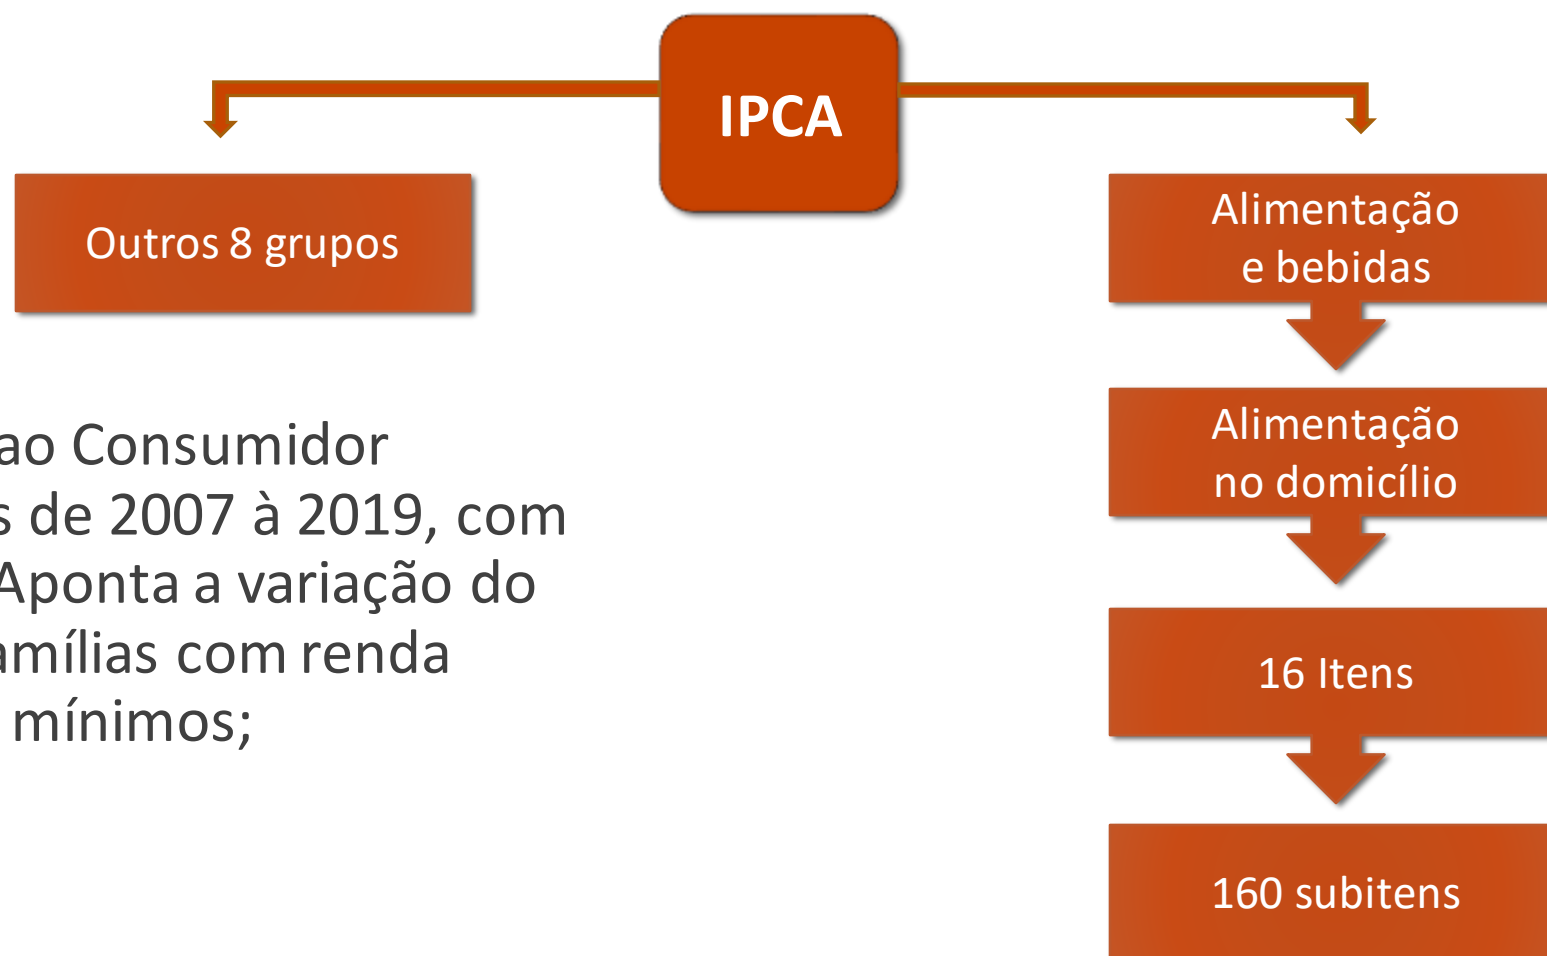 IPCA
Outros 8 grupos
Alimentação
e bebidas
Alimentação
no domicílio
16 Itens
160 subitens
ao Consumidor
s de 2007 à 2019, com
Aponta a variação do
amílias com renda
mínimos;